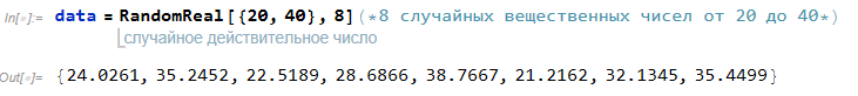 In[*]:= data = RandomReal[{20, 40}, 8] (*8 случайных вещественных чисел от 20 до 40*)
случайное действительное число
Out[*]= {24.0261, 35.2452, 22.5189, 28.6866, 38.7667, 21.2162, 32.1345, 35.4499}